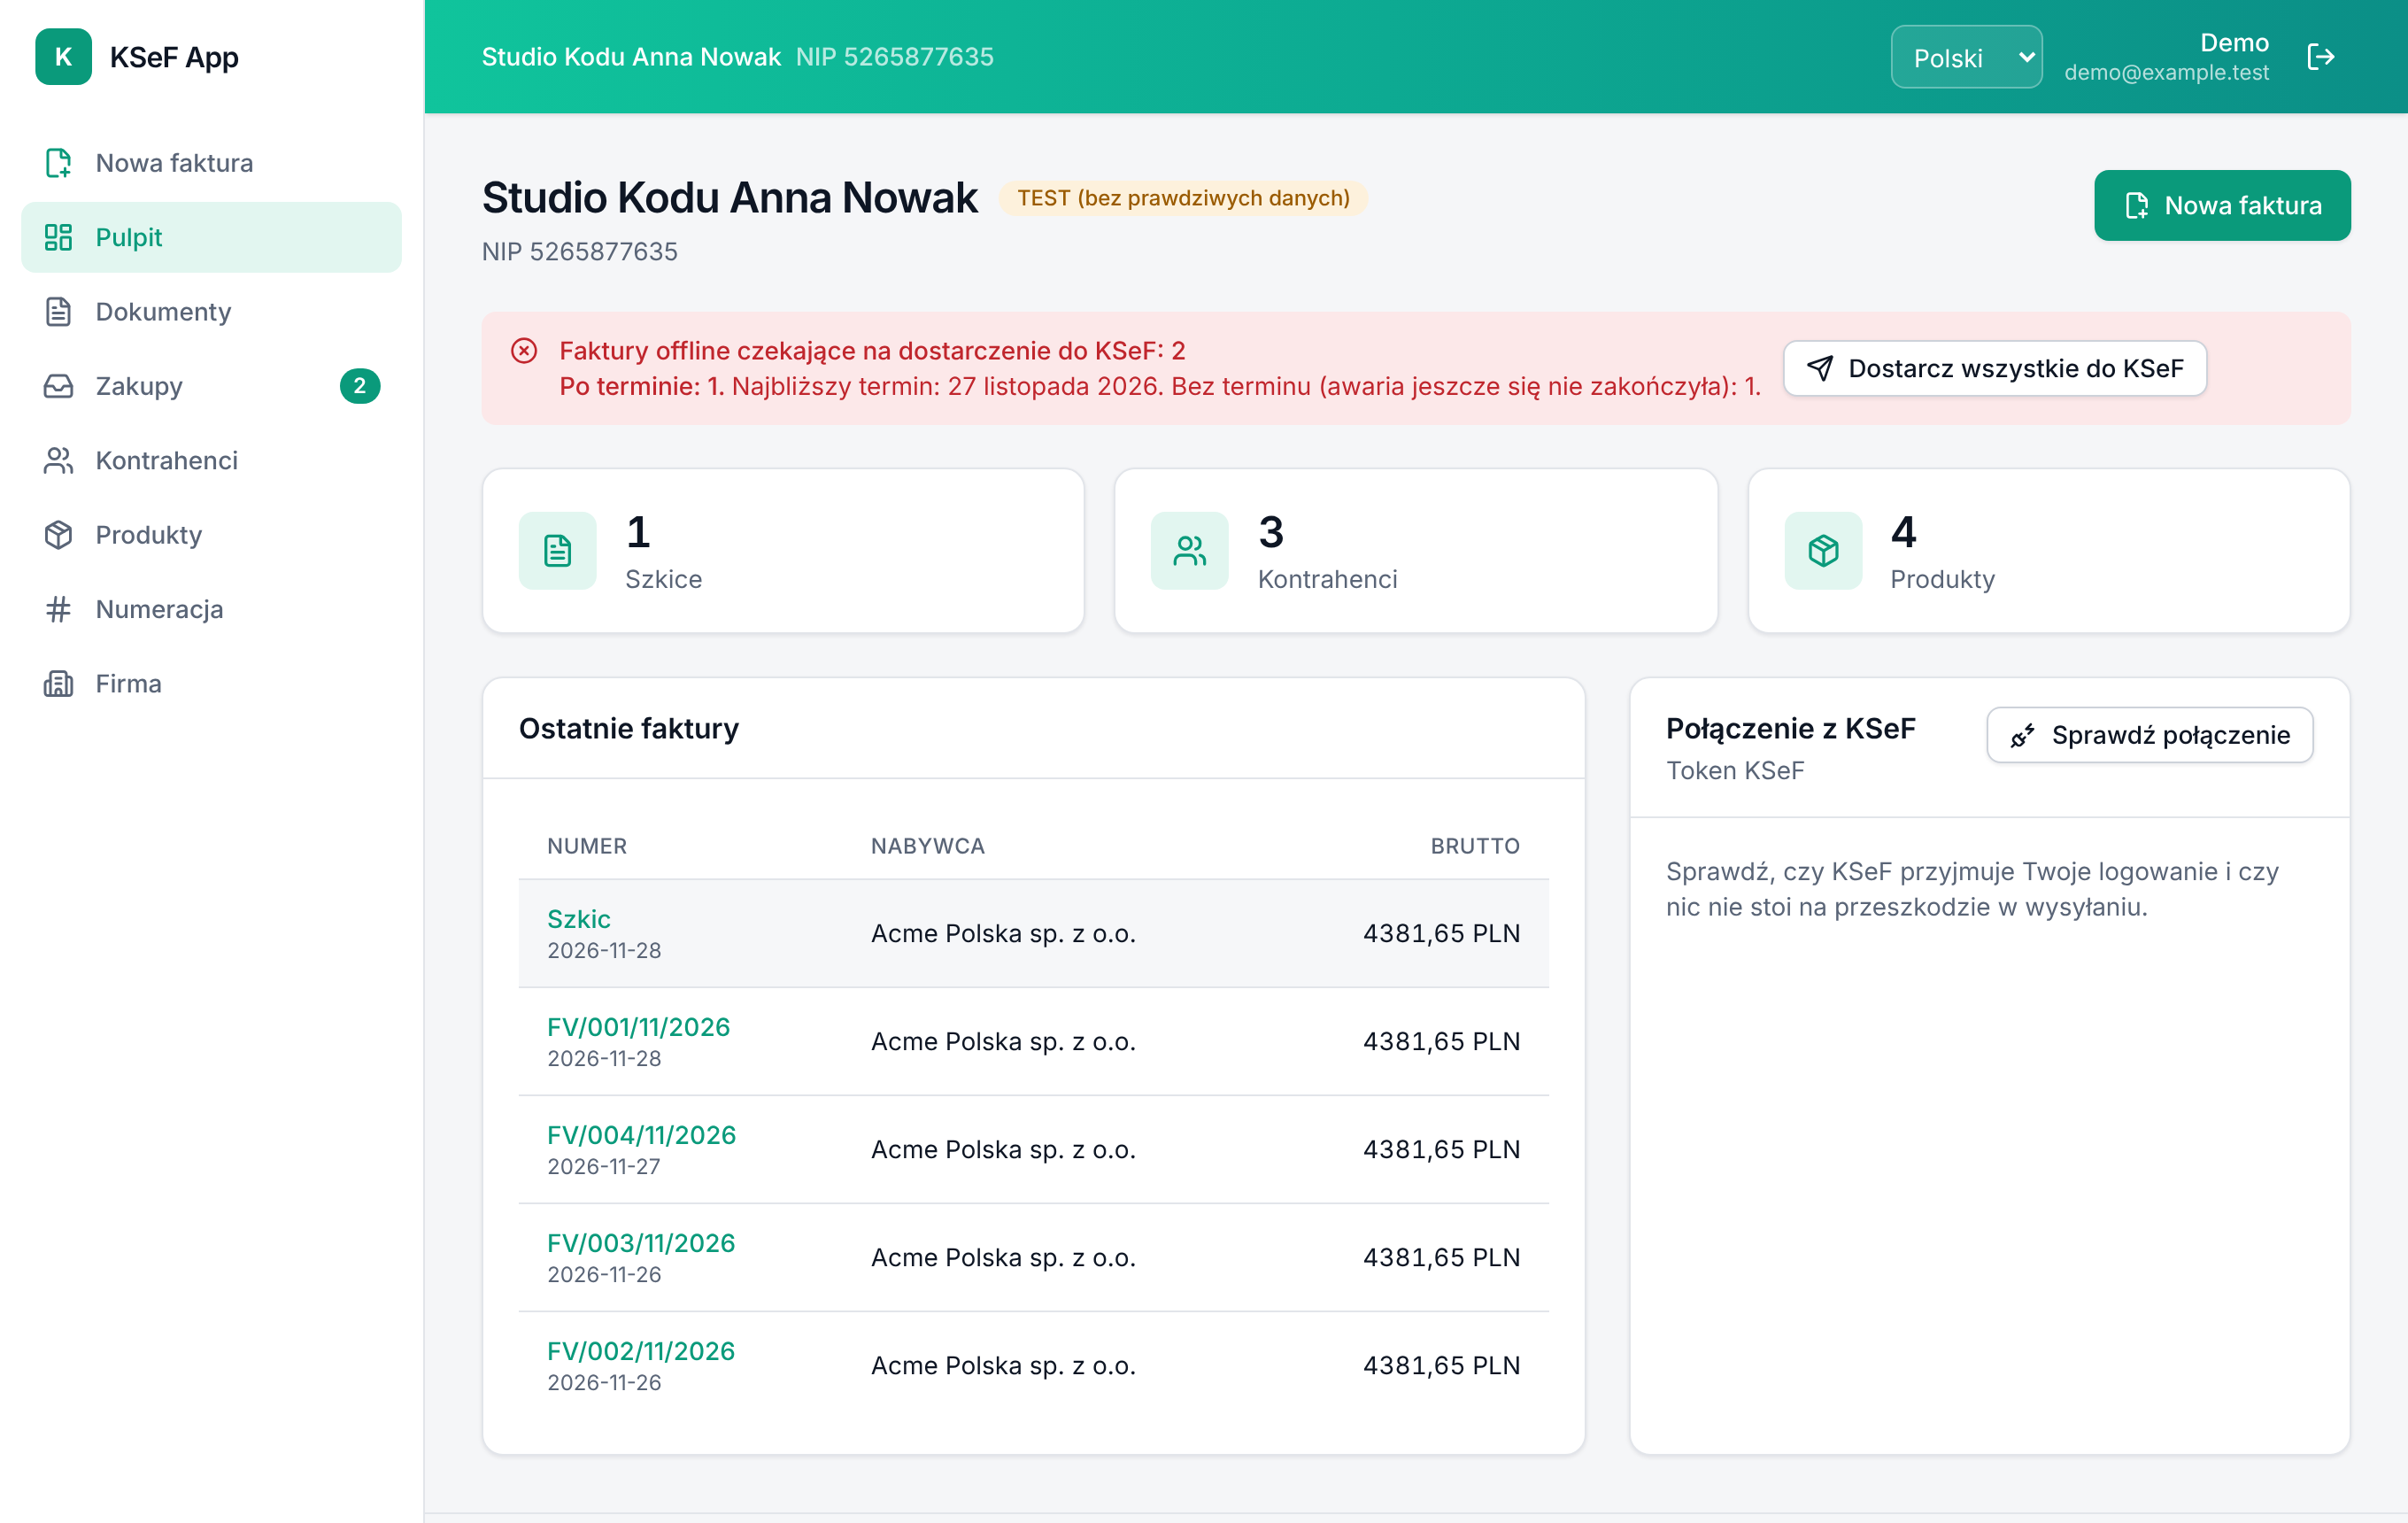 K
KSeF App
Nowa faktura
Pulpit
Dokumenty
Zakupy
2
Kontrahenci
Produkty
Numeracja
Firma
Studio Kodu Anna Nowak NIP 5265877635
Polski
Demo
demo@example.test
Studio Kodu Anna Nowak
TEST (bez prawdziwych danych)
NIP 5265877635
Nowa faktura
Faktury offline czekające na dostarczenie do KSeF: 2
Po terminie: 1. Najbliższy termin: 27 listopada 2026. Bez terminu (awaria jeszcze się nie zakończyła): 1.
Dostarcz wszystkie do KSeF
1
Szkice
3
Kontrahenci
4
Produkty
Ostatnie faktury
NUMER NABYWCA BRUTTO
Szkic
2026-11-28
Acme Polska sp. z o.o.
4381,65 PLN
FV/001/11/2026
2026-11-28
Acme Polska sp. z o.o.
4381,65 PLN
FV/004/11/2026
2026-11-27
Acme Polska sp. z o.o.
4381,65 PLN
FV/003/11/2026
2026-11-26
Acme Polska sp. z o.o.
4381,65 PLN
FV/002/11/2026
2026-11-26
Acme Polska sp. z o.o.
4381,65 PLN
Połączenie z KSeF
Token KSeF
Sprawdź połączenie
Sprawdź, czy KSeF przyjmuje Twoje logowanie i czy
nic nie stoi na przeszkodzie w wysyłaniu.